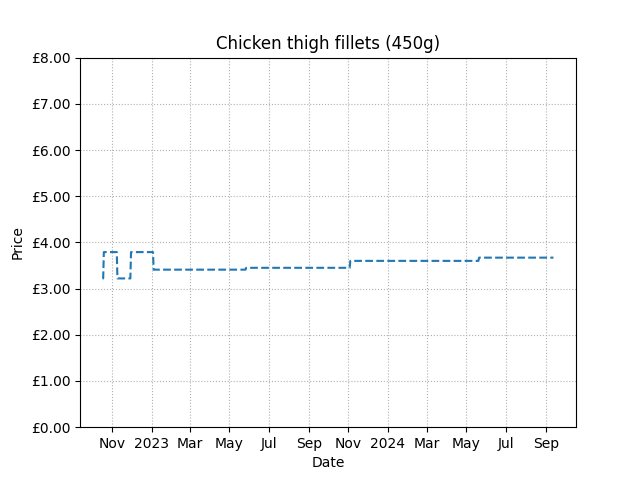 Chicken thigh fillets (450g)
£8.00
£7.00
£6.00
£5.00
£4.00
£3.00
£2.00
£1.00
£0.00
Price
Nov 2023 Mar May Jul Sep Nov 2024 Mar May Jul Sep
Date